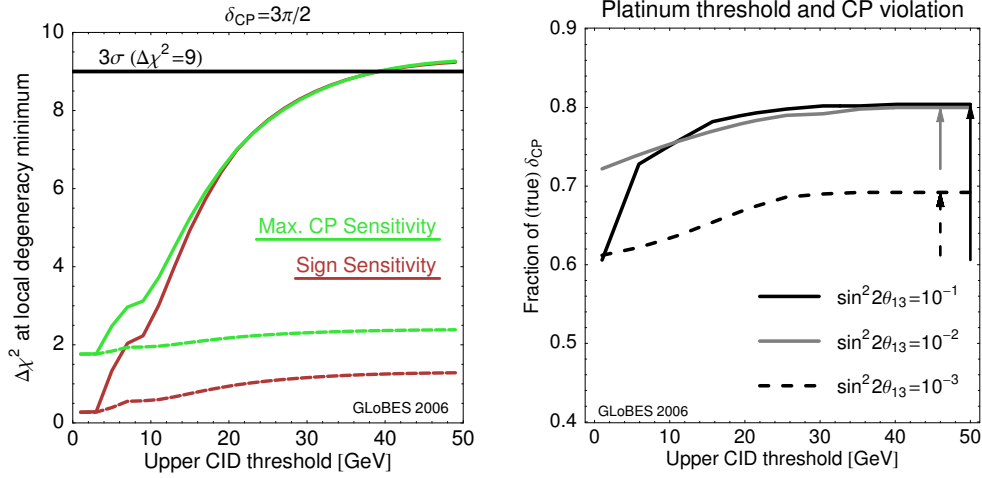 δCP=3π/2
10
8
6
4
2
0
Δχ² at local degeneracy minimum
3σ (Δχ²=9)
Max. CP Sensitivity
Sign Sensitivity
GLoBES 2006
0 10 20 30 40 50
Upper CID threshold [GeV]
Platinum threshold and CP violation
0.9
0.8
0.7
0.6
0.5
0.4
Fraction of (true) δCP
sin²2θ13=10⁻¹
sin²2θ13=10⁻²
sin²2θ13=10⁻³
GLoBES 2006
0 10 20 30 40 50
Upper CID threshold [GeV]